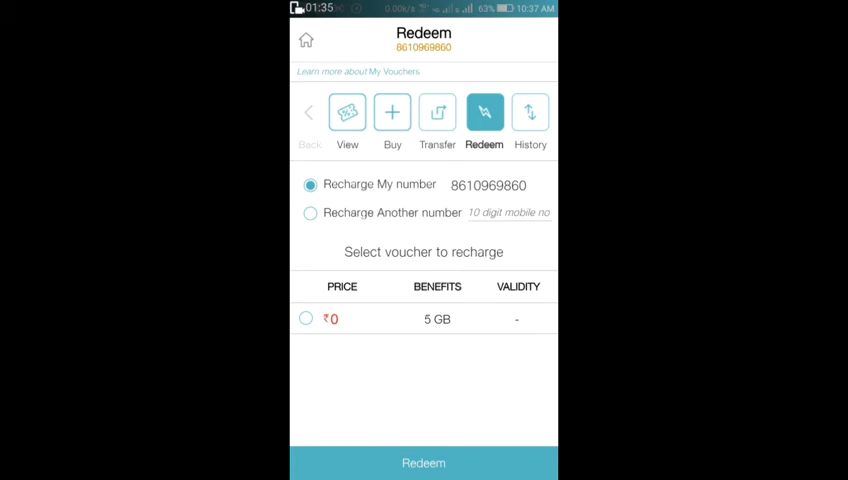 01:35 0.00k/s 63% 10:37 AM
Redeem
8610969860
Learn more about My Vouchers
Back View Buy Transfer Redeem History
Recharge My number 8610969860
Recharge Another number 10 digit mobile no
Select voucher to recharge
PRICE BENEFITS VALIDITY
₹0 5 GB -
Redeem